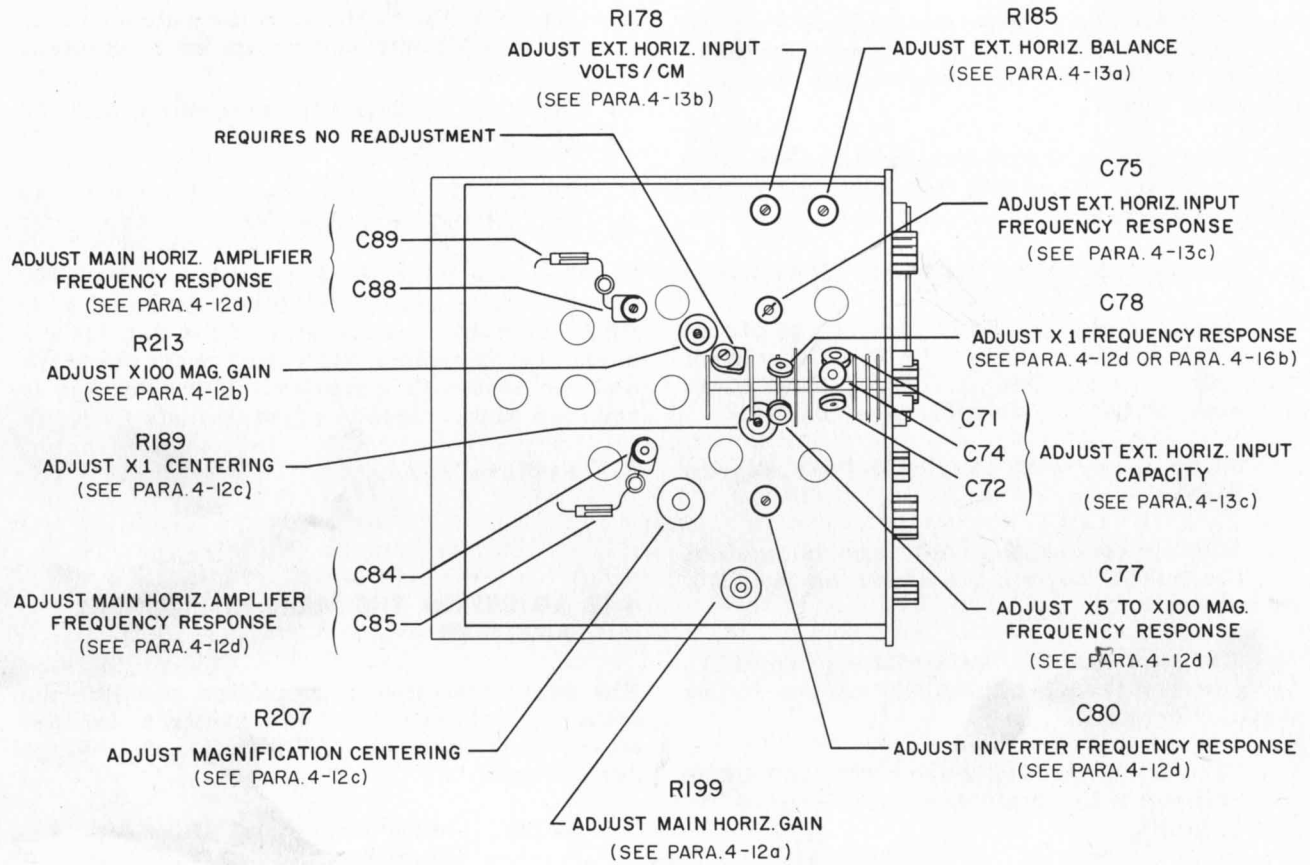 R178
ADJUST EXT. HORIZ. INPUT
VOLTS / CM
(SEE PARA. 4-13b)
R185
ADJUST EXT. HORIZ. BALANCE
(SEE PARA. 4-13a)
REQUIRES NO READJUSTMENT
C75
ADJUST EXT. HORIZ. INPUT
FREQUENCY RESPONSE
(SEE PARA. 4-13c)
C89
C88
ADJUST MAIN HORIZ. AMPLIFIER
FREQUENCY RESPONSE
(SEE PARA. 4-12d)
C78
ADJUST X1 FREQUENCY RESPONSE
(SEE PARA. 4-12d OR PARA. 4-16b)
R213
ADJUST X100 MAG. GAIN
(SEE PARA. 4-12b)
R189
ADJUST X1 CENTERING
(SEE PARA. 4-12c)
C71
C74
C72
ADJUST EXT. HORIZ. INPUT
CAPACITY
(SEE PARA. 4-13c)
C84
C85
ADJUST MAIN HORIZ. AMPLIFER
FREQUENCY RESPONSE
(SEE PARA. 4-12d)
C77
ADJUST X5 TO X100 MAG.
FREQUENCY RESPONSE
(SEE PARA. 4-12d)
R207
ADJUST MAGNIFICATION CENTERING
(SEE PARA. 4-12c)
C80
ADJUST INVERTER FREQUENCY RESPONSE
(SEE PARA. 4-12d)
R199
ADJUST MAIN HORIZ. GAIN
(SEE PARA. 4-12a)